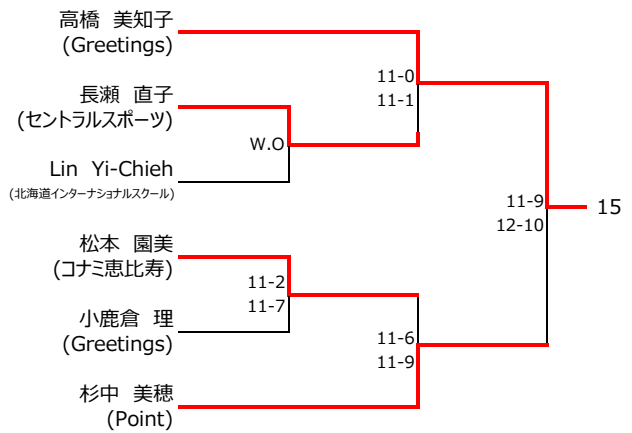 高橋 美知子
(Greetings)
11-0
11-1
長瀬 直子
(セントラルスポーツ)
W.O
Lin Yi-Chieh
(北海道インターナショナルスクール)
11-9
12-10
15
松本 園美
(コナミ恵比寿)
11-2
11-7
小鹿倉 理
(Greetings)
11-6
11-9
杉中 美穂
(Point)